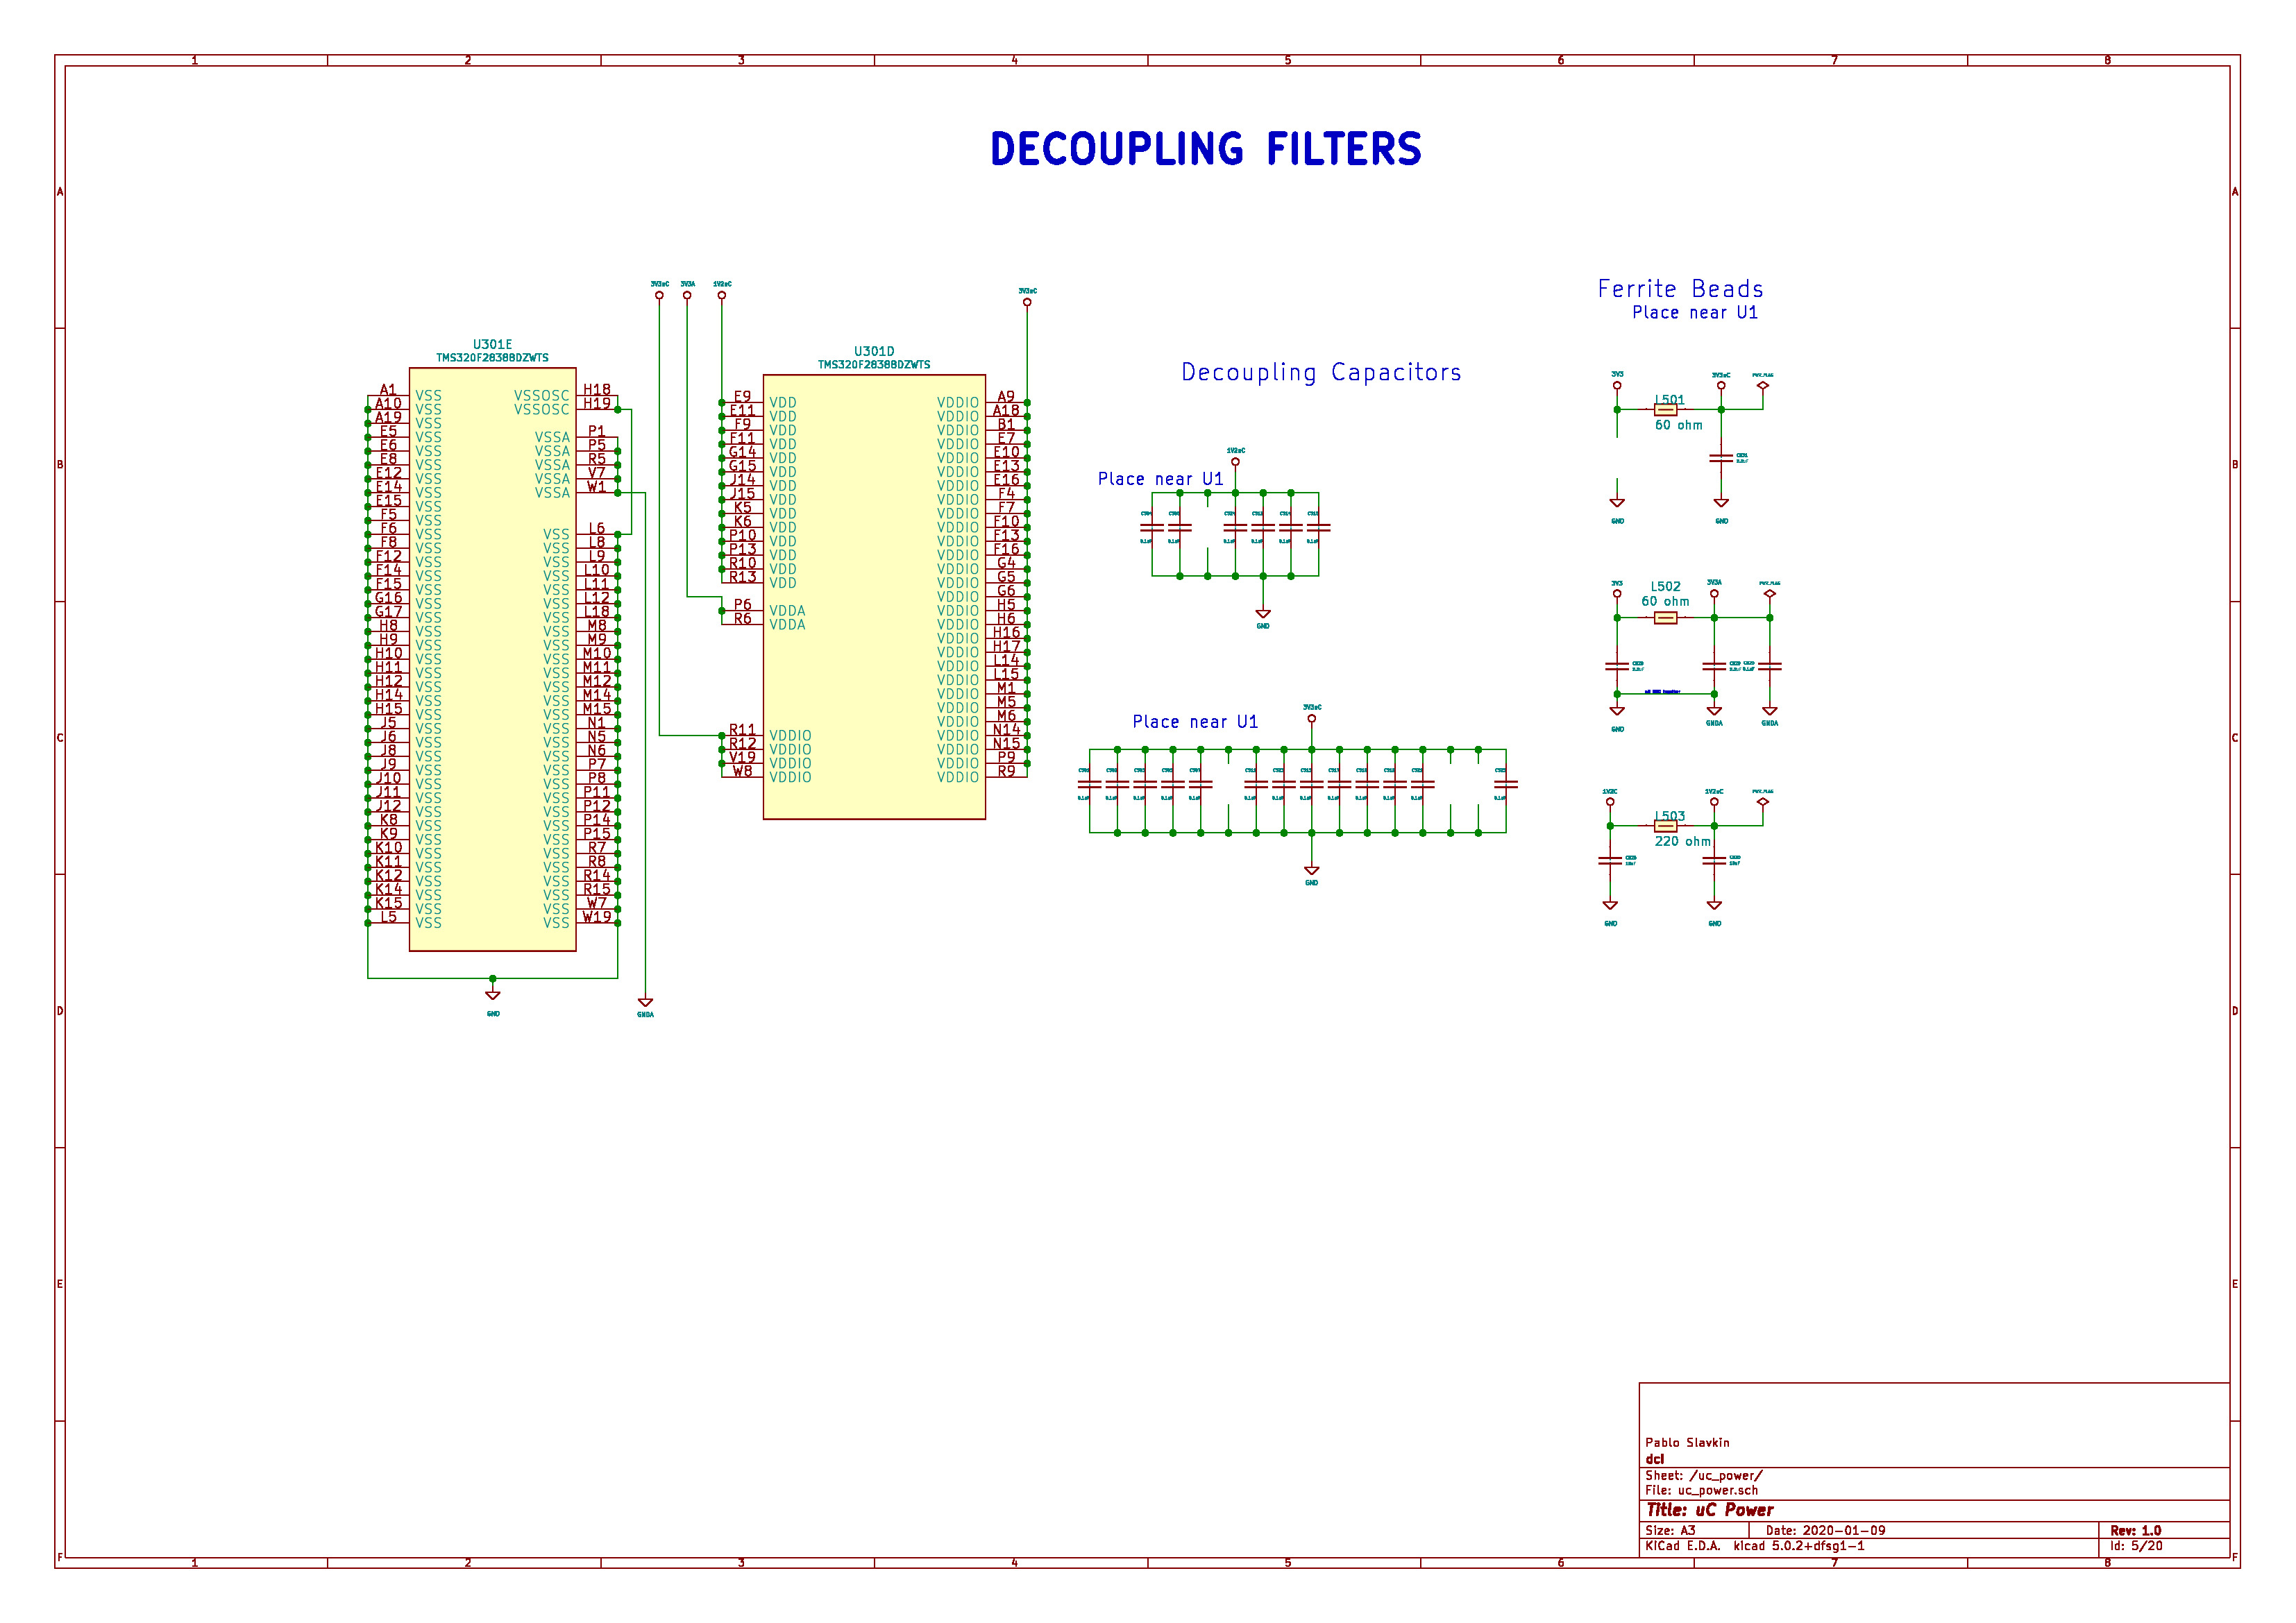 1 2 3 4 5 6 7 8
DECOUPLING FILTERS
A A
B B
C C
D D
E E
F F
3V3uC 3V3A 1V2uC
3V3uC
U301E
TMS320F28388DZWTS
A1 VSS VSSOSC H18
A10 VSS VSSOSC H19
A19 VSS
E5 VSS VSSA P1
E6 VSS VSSA P5
E8 VSS VSSA R5
E12 VSS VSSA V7
E14 VSS VSSA W1
E15 VSS
F5 VSS
F6 VSS VSS L6
F8 VSS VSS L8
F12 VSS VSS L9
F14 VSS VSS L10
F15 VSS VSS L11
G16 VSS VSS L12
G17 VSS VSS L18
H8 VSS VSS M8
H9 VSS VSS M9
H10 VSS VSS M10
H11 VSS VSS M11
H12 VSS VSS M12
H14 VSS VSS M14
H15 VSS VSS M15
J5 VSS VSS N1
J6 VSS VSS N5
J8 VSS VSS N6
J9 VSS VSS P7
J10 VSS VSS P8
J11 VSS VSS P11
J12 VSS VSS P12
K8 VSS VSS P14
K9 VSS VSS P15
K10 VSS VSS R7
K11 VSS VSS R8
K12 VSS VSS R14
K14 VSS VSS R15
K15 VSS VSS W7
L5 VSS VSS W19
GND
GNDA
U301D
TMS320F28388DZWTS
E9 VDD VDDIO A9
E11 VDD VDDIO A18
F9 VDD VDDIO B1
F11 VDD VDDIO E7
G14 VDD VDDIO E10
G15 VDD VDDIO E13
J14 VDD VDDIO E16
J15 VDD VDDIO F4
K5 VDD VDDIO F7
K6 VDD VDDIO F10
P10 VDD VDDIO F13
P13 VDD VDDIO F16
R10 VDD VDDIO G4
R13 VDD VDDIO G5
VDDIO G6
P6 VDDA VDDIO H5
R6 VDDA VDDIO H6
VDDIO H16
VDDIO H17
VDDIO L14
VDDIO L15
VDDIO M1
VDDIO M5
VDDIO M6
R11 VDDIO VDDIO N14
R12 VDDIO VDDIO N15
V19 VDDIO VDDIO P9
W8 VDDIO VDDIO R9
Decoupling Capacitors
1V2uC
Place near U1
GND
3V3uC
Place near U1
GND
Ferrite Beads
Place near U1
3V3 3V3uC PWR_FLAG
L501
60 ohm
GND GND
3V3 3V3A PWR_FLAG
L502
60 ohm
GND GNDA GNDA
1V2C 1V2uC PWR_FLAG
L503
220 ohm
GND GND
Pablo Slavkin
dcl
Sheet: /uc_power/
File: uc_power.sch
Title: uC Power
Size: A3 Date: 2020-01-09 Rev: 1.0
KiCad E.D.A. kicad 5.0.2+dfsg1-1 Id: 5/20
1 2 3 4 5 6 7 8